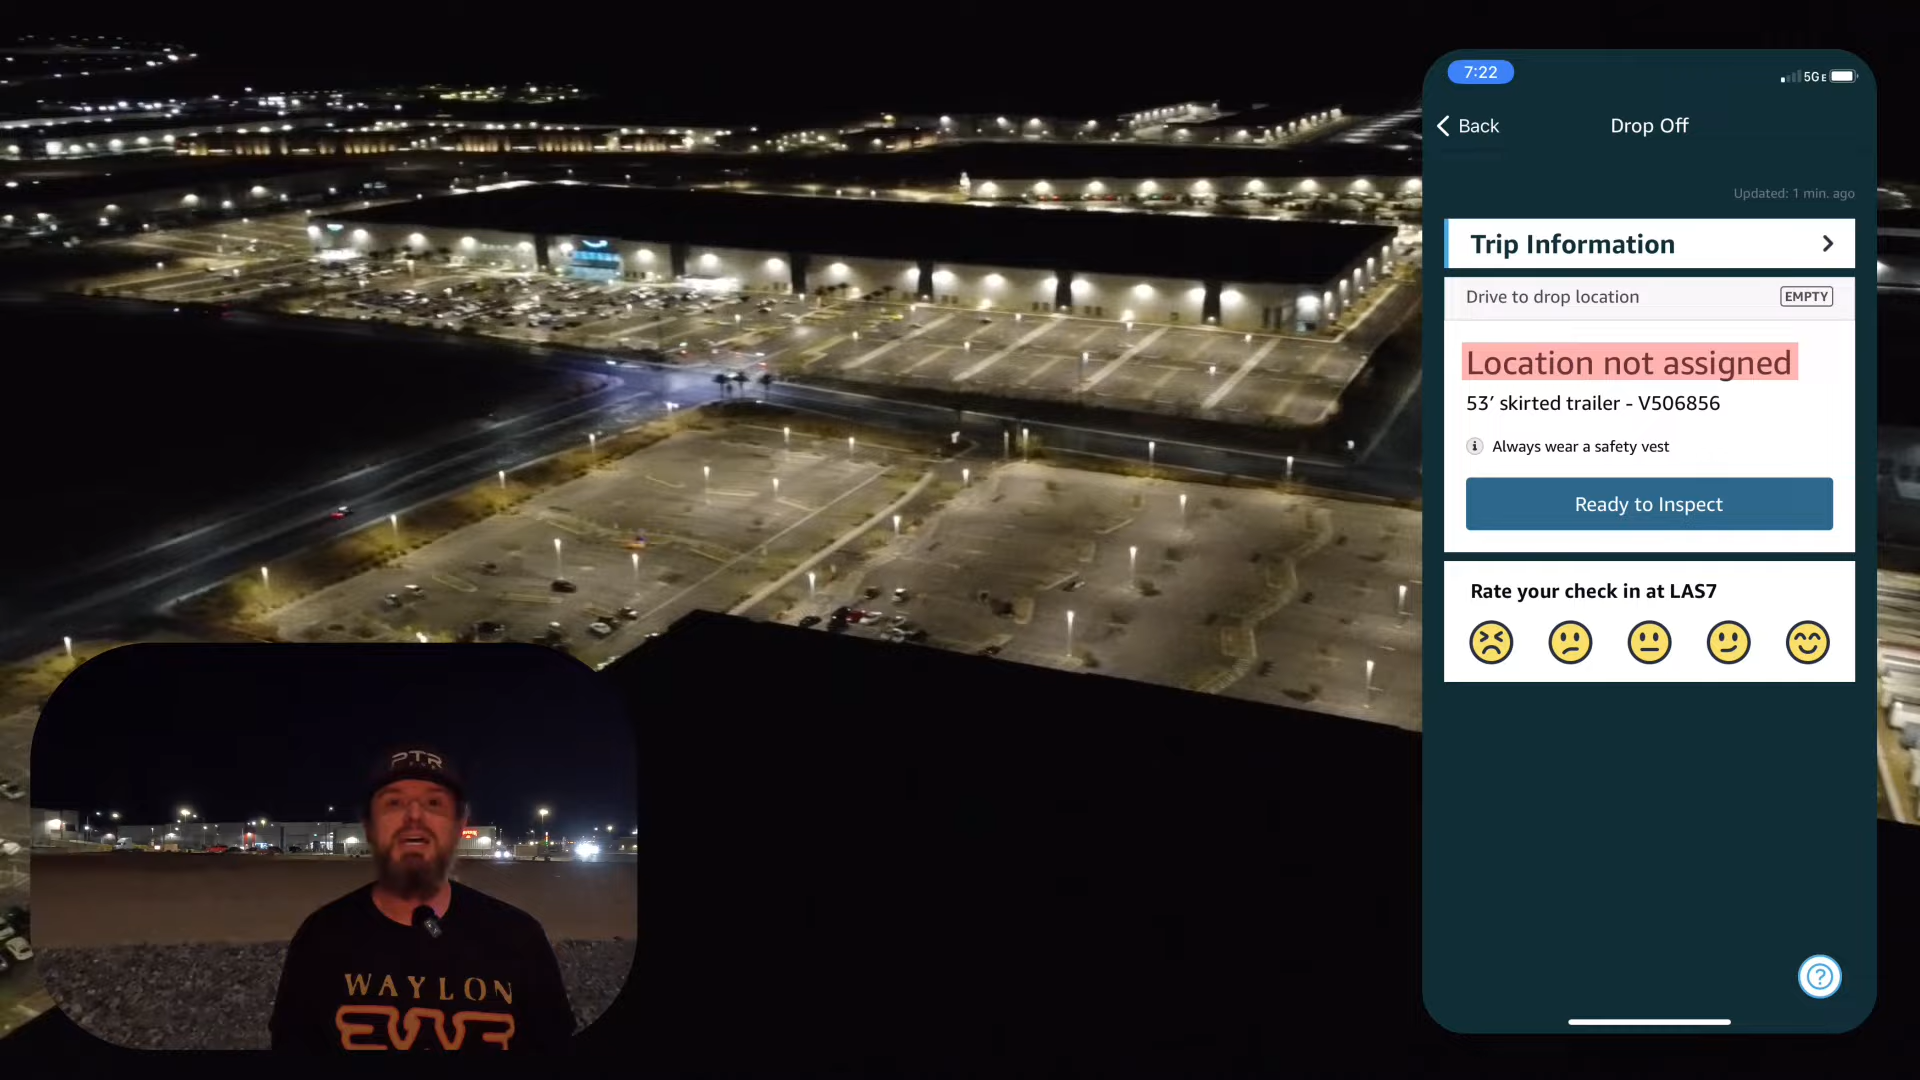 7:22
5GE
Back
Drop Off
Updated: 1 min. ago
Trip Information
Drive to drop location
EMPTY
Location not assigned
53′ skirted trailer - V506856
Always wear a safety vest
Ready to Inspect
Rate your check in at LAS7
PTR
WAYLON